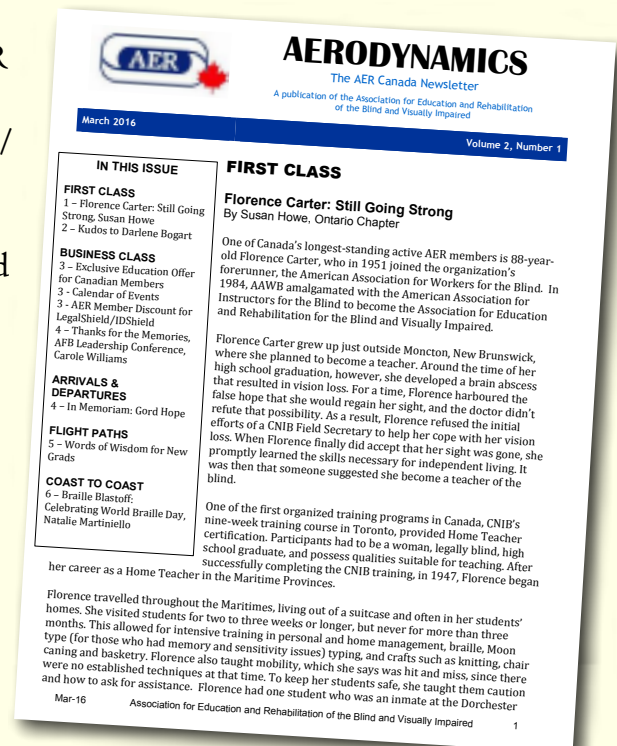 R
/
d
AER
AERODYNAMICS
The AER Canada Newsletter
A publication of the Association for Education and Rehabilitation
of the Blind and Visually Impaired
March 2016
Volume 2, Number 1
IN THIS ISSUE
FIRST CLASS
1 – Florence Carter: Still Going
Strong, Susan Howe
2 – Kudos to Darlene Bogart
BUSINESS CLASS
3 – Exclusive Education Offer
for Canadian Members
3 - Calendar of Events
3 - AER Member Discount for
LegalShield/IDShield
4 – Thanks for the Memories,
AFB Leadership Conference,
Carole Williams
ARRIVALS &
DEPARTURES
4 – In Memoriam: Gord Hope
FLIGHT PATHS
5 – Words of Wisdom for New
Grads
COAST TO COAST
6 – Braille Blastoff:
Celebrating World Braille Day,
Natalie Martiniello
FIRST CLASS
Florence Carter: Still Going Strong
By Susan Howe, Ontario Chapter
One of Canada's longest-standing active AER members is 88-year-
old Florence Carter, who in 1951 joined the organization's
forerunner, the American Association for Workers for the Blind. In
1984, AAWB amalgamated with the American Association for
Instructors for the Blind to become the Association for Education
and Rehabilitation for the Blind and Visually Impaired.
Florence Carter grew up just outside Moncton, New Brunswick,
where she planned to become a teacher. Around the time of her
high school graduation, however, she developed a brain abscess
that resulted in vision loss. For a time, Florence harboured the
false hope that she would regain her sight, and the doctor didn't
refute that possibility. As a result, Florence refused the initial
efforts of a CNIB Field Secretary to help her cope with her vision
loss. When Florence finally did accept that her sight was gone, she
promptly learned the skills necessary for independent living. It
was then that someone suggested she become a teacher of the
blind.
One of the first organized training programs in Canada, CNIB's
nine-week training course in Toronto, provided Home Teacher
certification. Participants had to be a woman, legally blind, high
school graduate, and possess qualities suitable for teaching. After
successfully completing the CNIB training, in 1947, Florence began
her career as a Home Teacher in the Maritime Provinces.
Florence travelled throughout the Maritimes, living out of a suitcase and often in her students'
homes. She visited students for two to three weeks or longer, but never for more than three
months. This allowed for intensive training in personal and home management, braille, Moon
type (for those who had memory and sensitivity issues) typing, and crafts such as knitting, chair
caning and basketry. Florence also taught mobility, which she says was hit and miss, since there
were no established techniques at that time. To keep her students safe, she taught them caution
and how to ask for assistance. Florence had one student who was an inmate at the Dorchester
Mar-16 Association for Education and Rehabilitation of the Blind and Visually Impaired 1